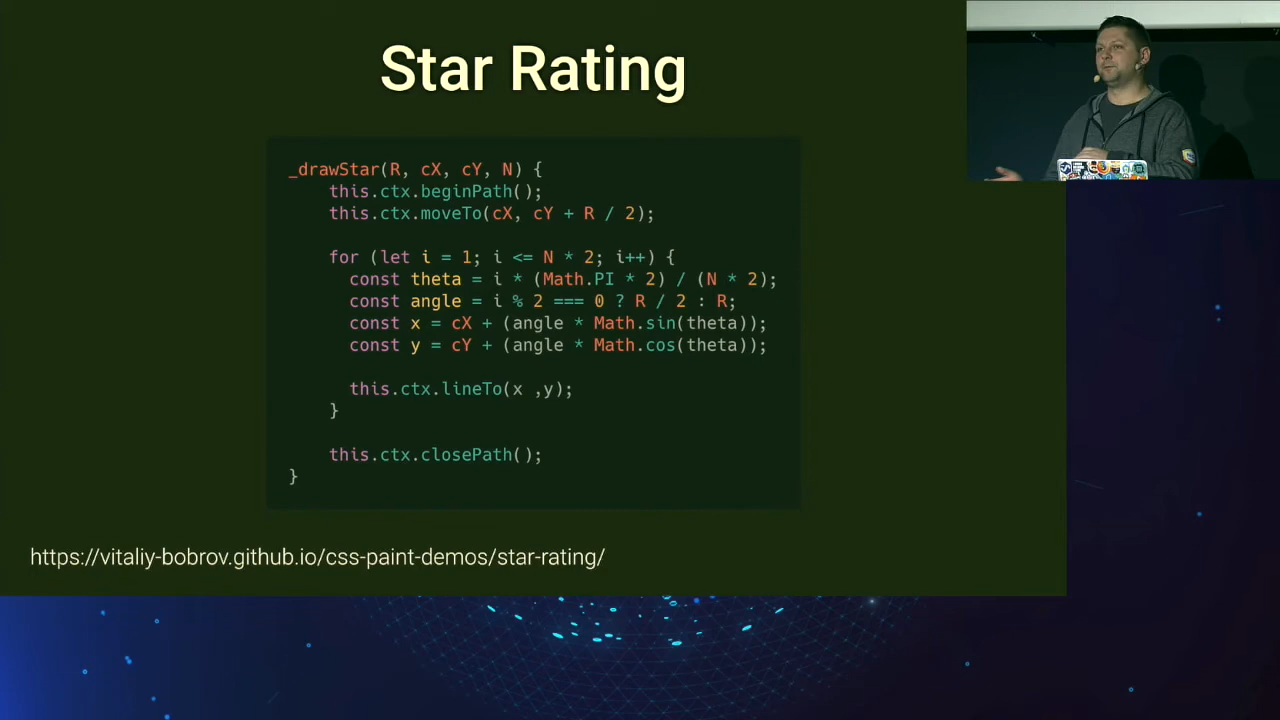 Star Rating
_drawStar(R, cX, cY, N) {
this.ctx.beginPath();
this.ctx.moveTo(cX, cY + R / 2);
for (let i = 1; i <= N * 2; i++) {
const theta = i * (Math.PI * 2) / (N * 2);
const angle = i % 2 === 0 ? R / 2 : R;
const x = cX + (angle * Math.sin(theta));
const y = cY + (angle * Math.cos(theta));
this.ctx.lineTo(x ,y);
}
this.ctx.closePath();
}
https://vitaliy-bobrov.github.io/css-paint-demos/star-rating/